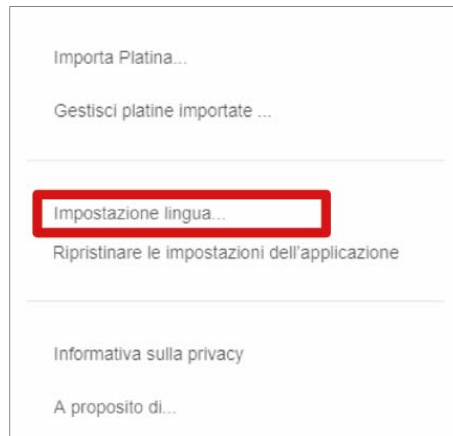 Importa Platina...
Gestisci platine importate ...
Impostazione lingua...
Ripristinare le impostazioni dell'applicazione
Informativa sulla privacy
A proposito di...